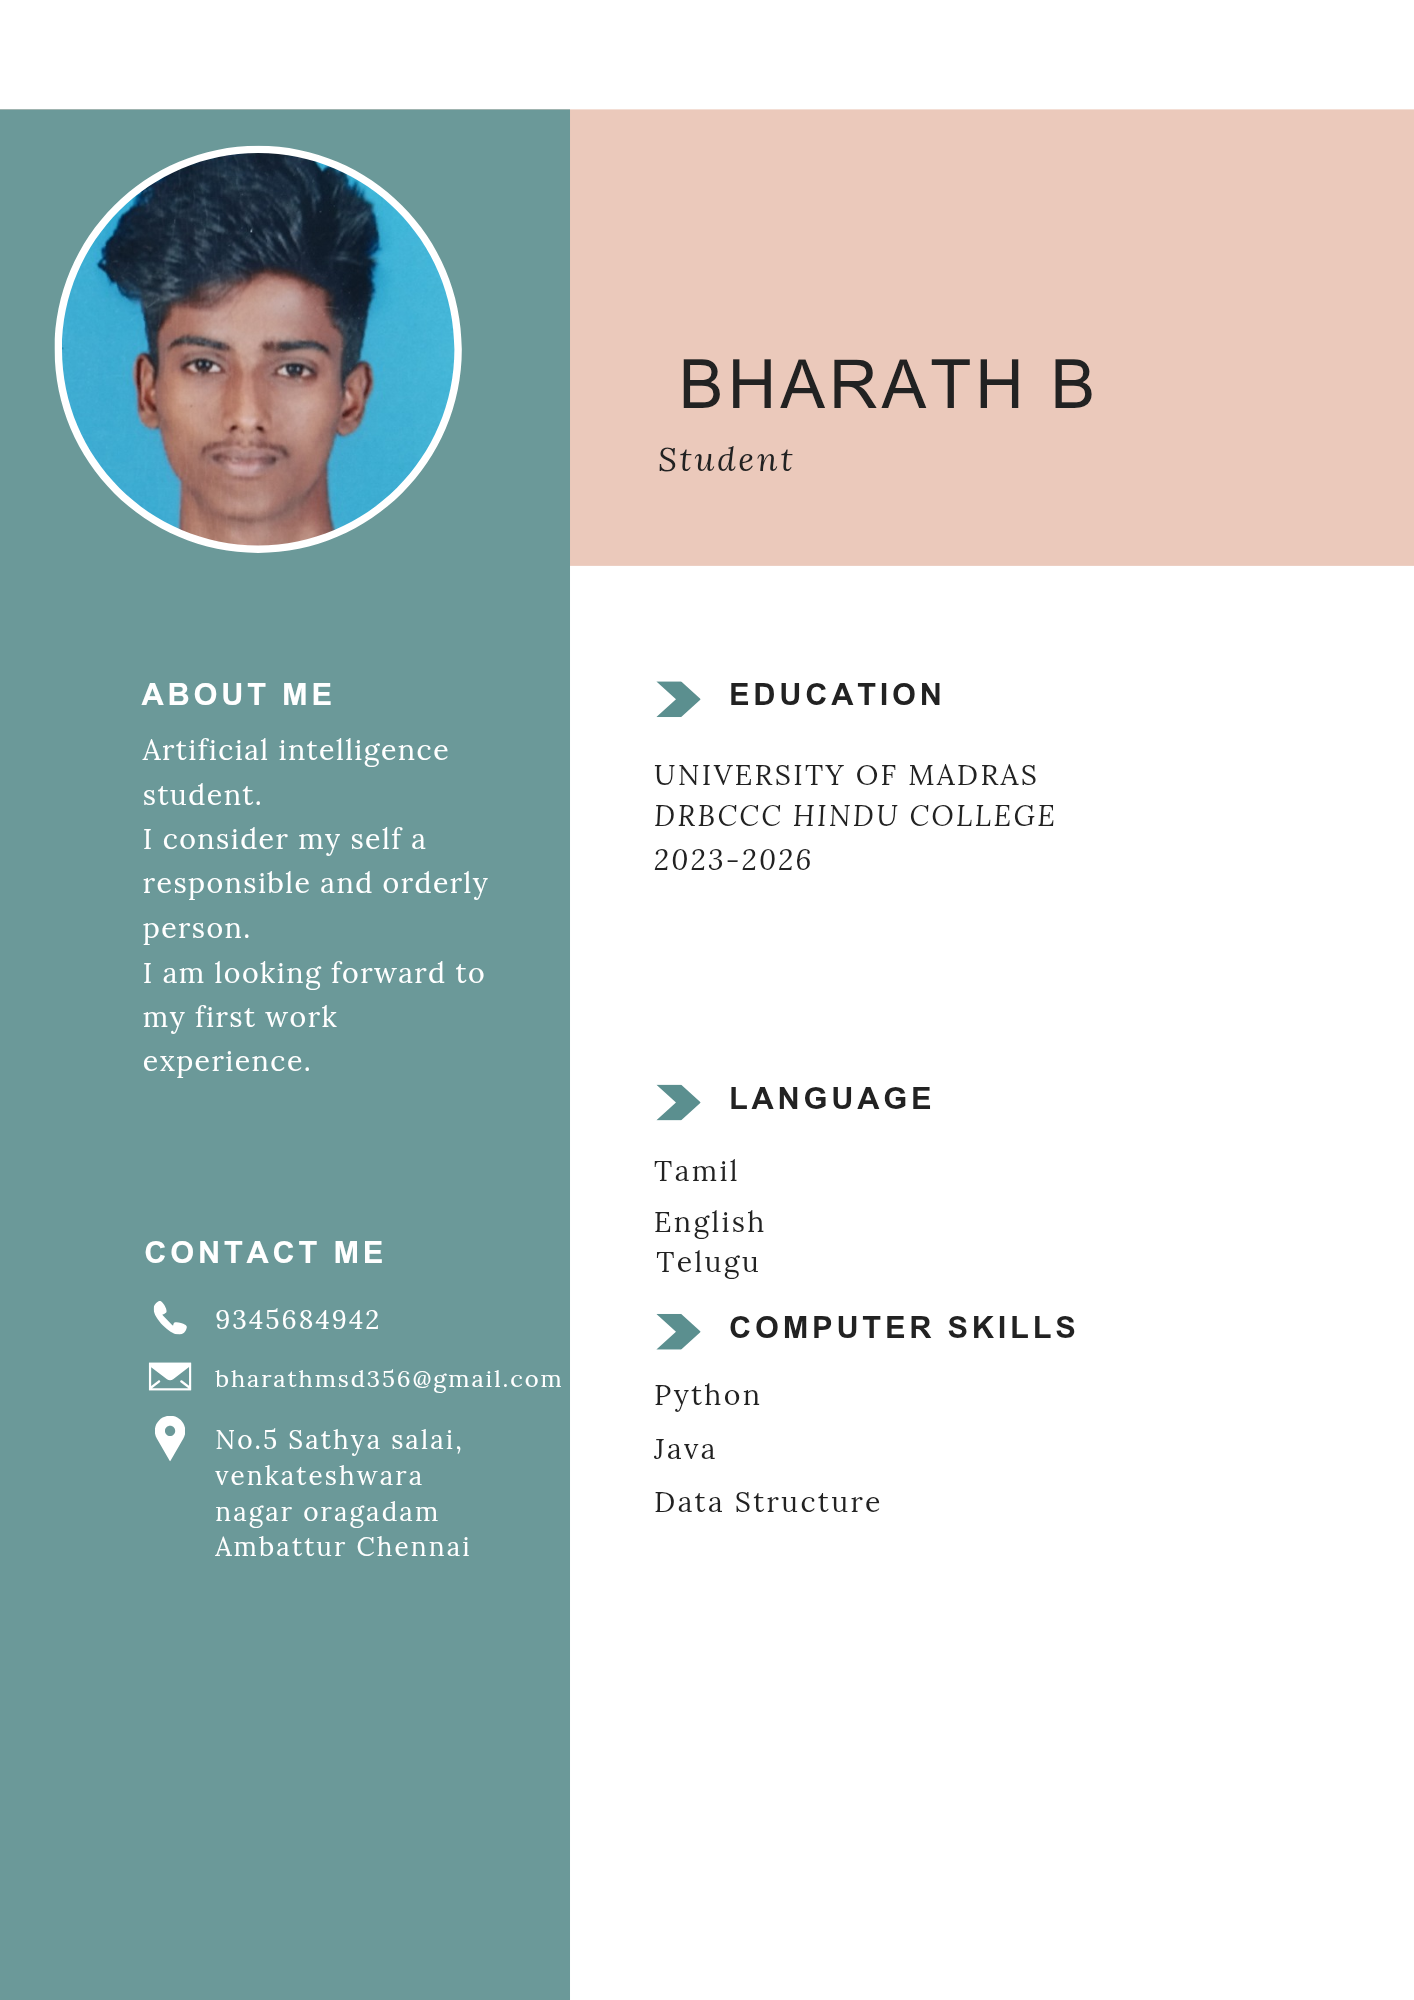 BHARATH B
Student
ABOUT ME
Artificial intelligence
student.
I consider my self a
responsible and orderly
person.
I am looking forward to
my first work
experience.
CONTACT ME
9345684942
bharathmsd356@gmail.com
No.5 Sathya salai,
venkateshwara
nagar oragadam
Ambattur Chennai
EDUCATION
UNIVERSITY OF MADRAS
DRBCCC HINDU COLLEGE
2023-2026
LANGUAGE
Tamil
English
Telugu
COMPUTER SKILLS
Python
Java
Data Structure